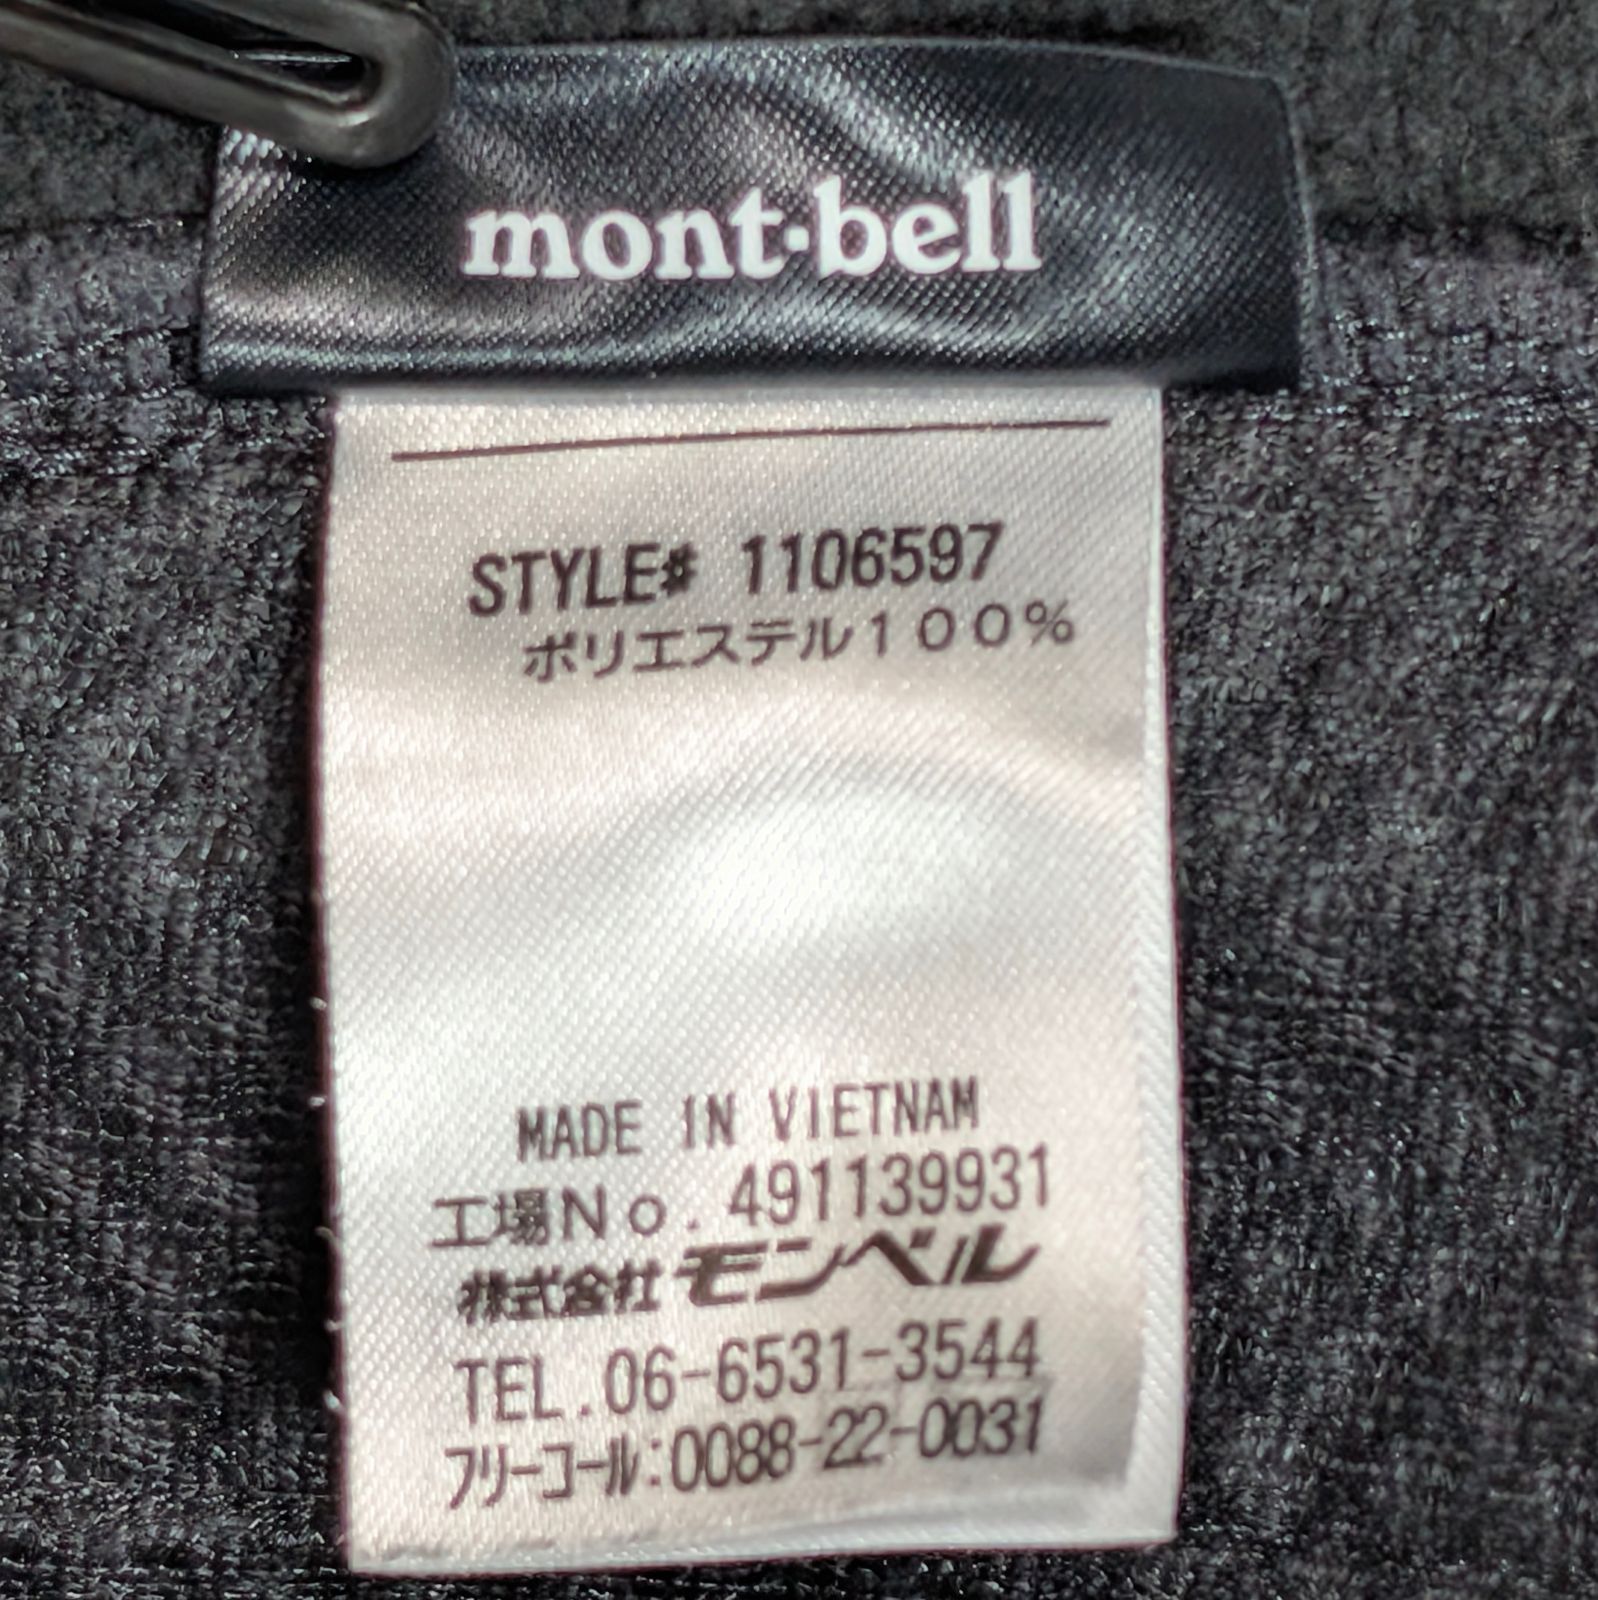 mont·bell
STYLE# 1106597
ポリエステル100%
MADE IN VIETNAM
工場No. 491139931
株式会社モンベル
TEL.06-6531-3544
フリーコール:0088-22-0031